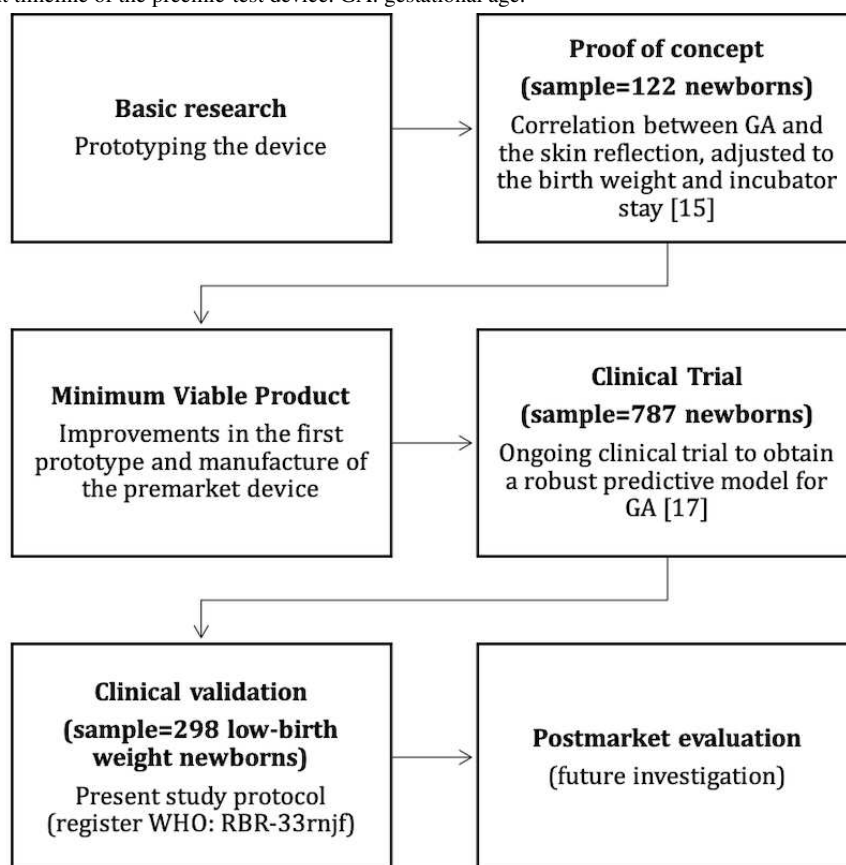 timeline of the preemie-test device. GA: gestational age.
Basic research
Prototyping the device
Proof of concept
(sample=122 newborns)
Correlation between GA and
the skin reflection, adjusted to
the birth weight and incubator
stay [15]
Minimum Viable Product
Improvements in the first
prototype and manufacture of
the premarket device
Clinical Trial
(sample=787 newborns)
Ongoing clinical trial to obtain
a robust predictive model for
GA [17]
Clinical validation
(sample=298 low-birth
weight newborns)
Present study protocol
(register WHO: RBR-33rnjf)
Postmarket evaluation
(future investigation)